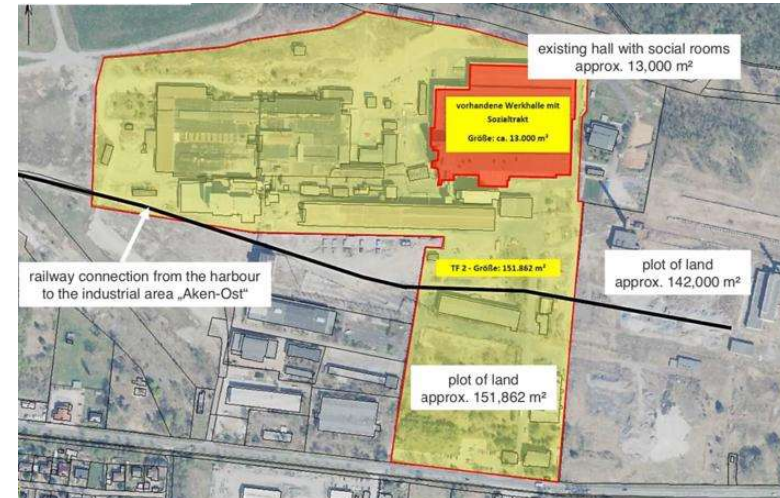 existing hall with social rooms
approx. 13,000 m²
vorhandene Werkhalle mit
Sozialtrakt
Größe: ca. 13.000 m²
TF 2 - Größe: 151.862 m²
plot of land
approx. 142,000 m²
railway connection from the harbour
to the industrial area „Aken-Ost“
plot of land
approx. 151,862 m²